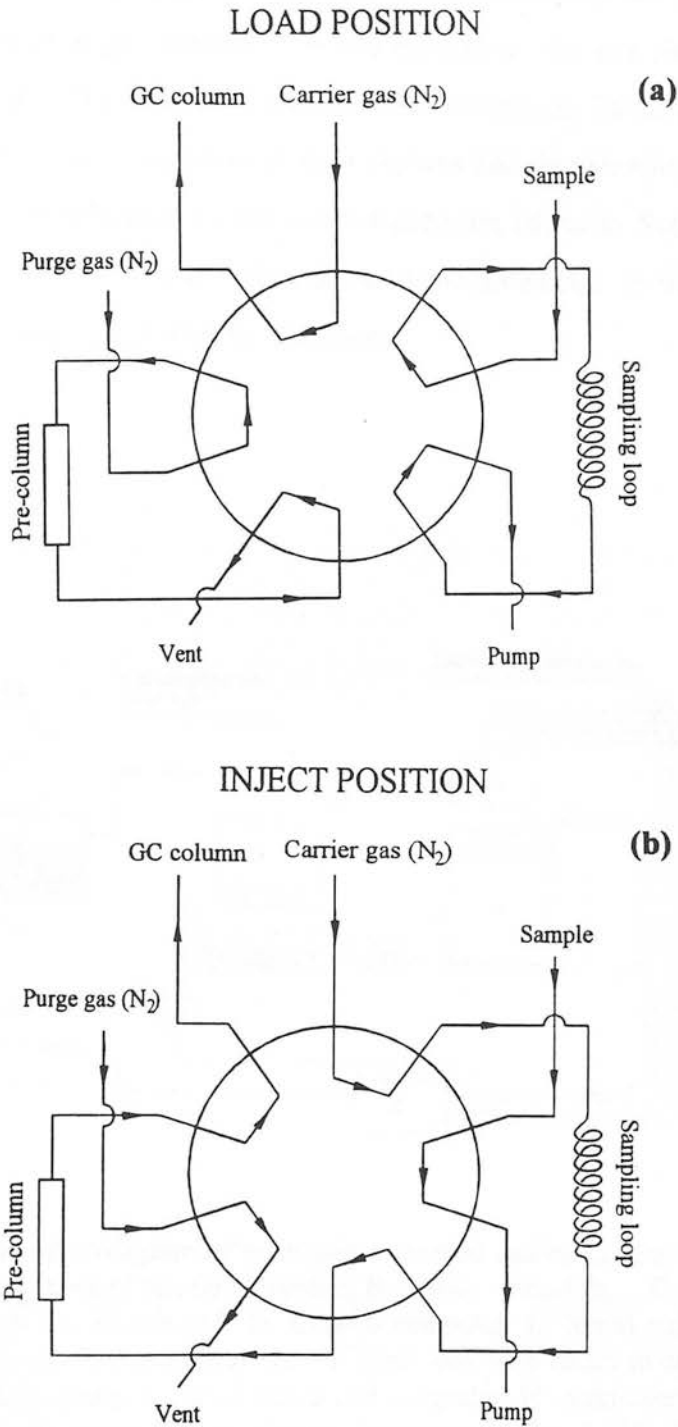 LOAD POSITION
(a)
GC column
Carrier gas (N₂)
Sample
Purge gas (N₂)
Pre-column
Sampling loop
Vent
Pump
INJECT POSITION
(b)
GC column
Carrier gas (N₂)
Sample
Purge gas (N₂)
Pre-column
Sampling loop
Vent
Pump